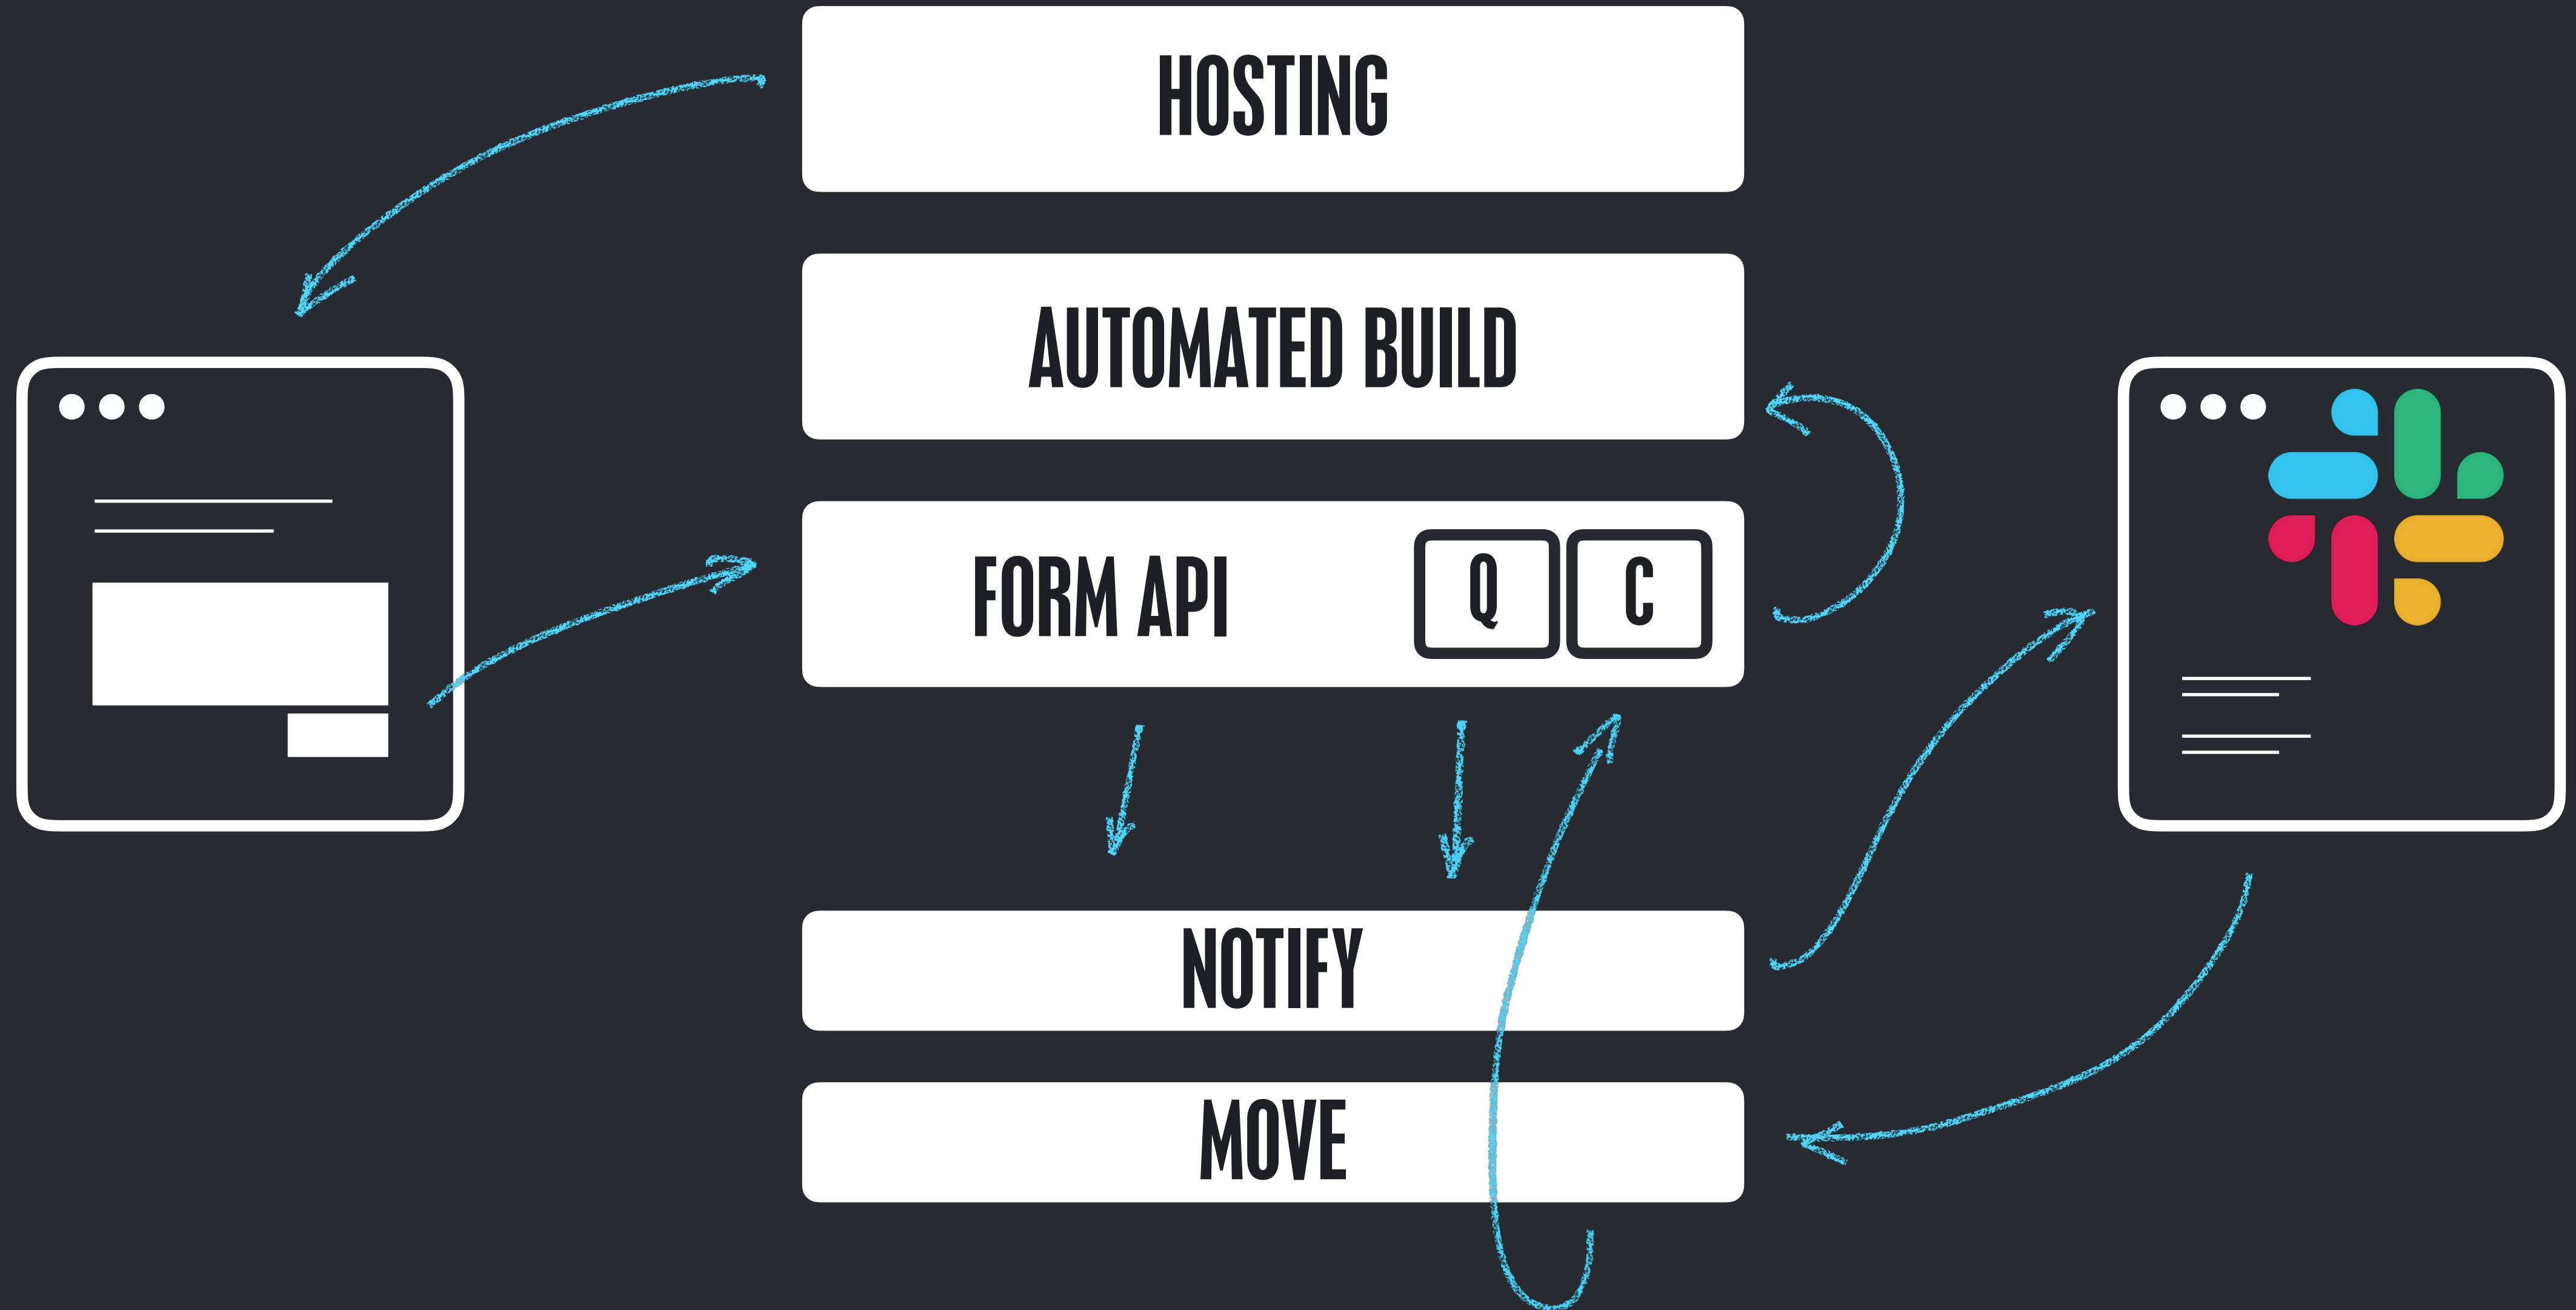 HOSTING
AUTOMATED BUILD
FORM API
Q
C
NOTIFY
MOVE